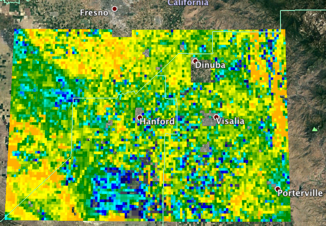 California
Fresno
Dinuba
Hanford
Visalia
Porterville